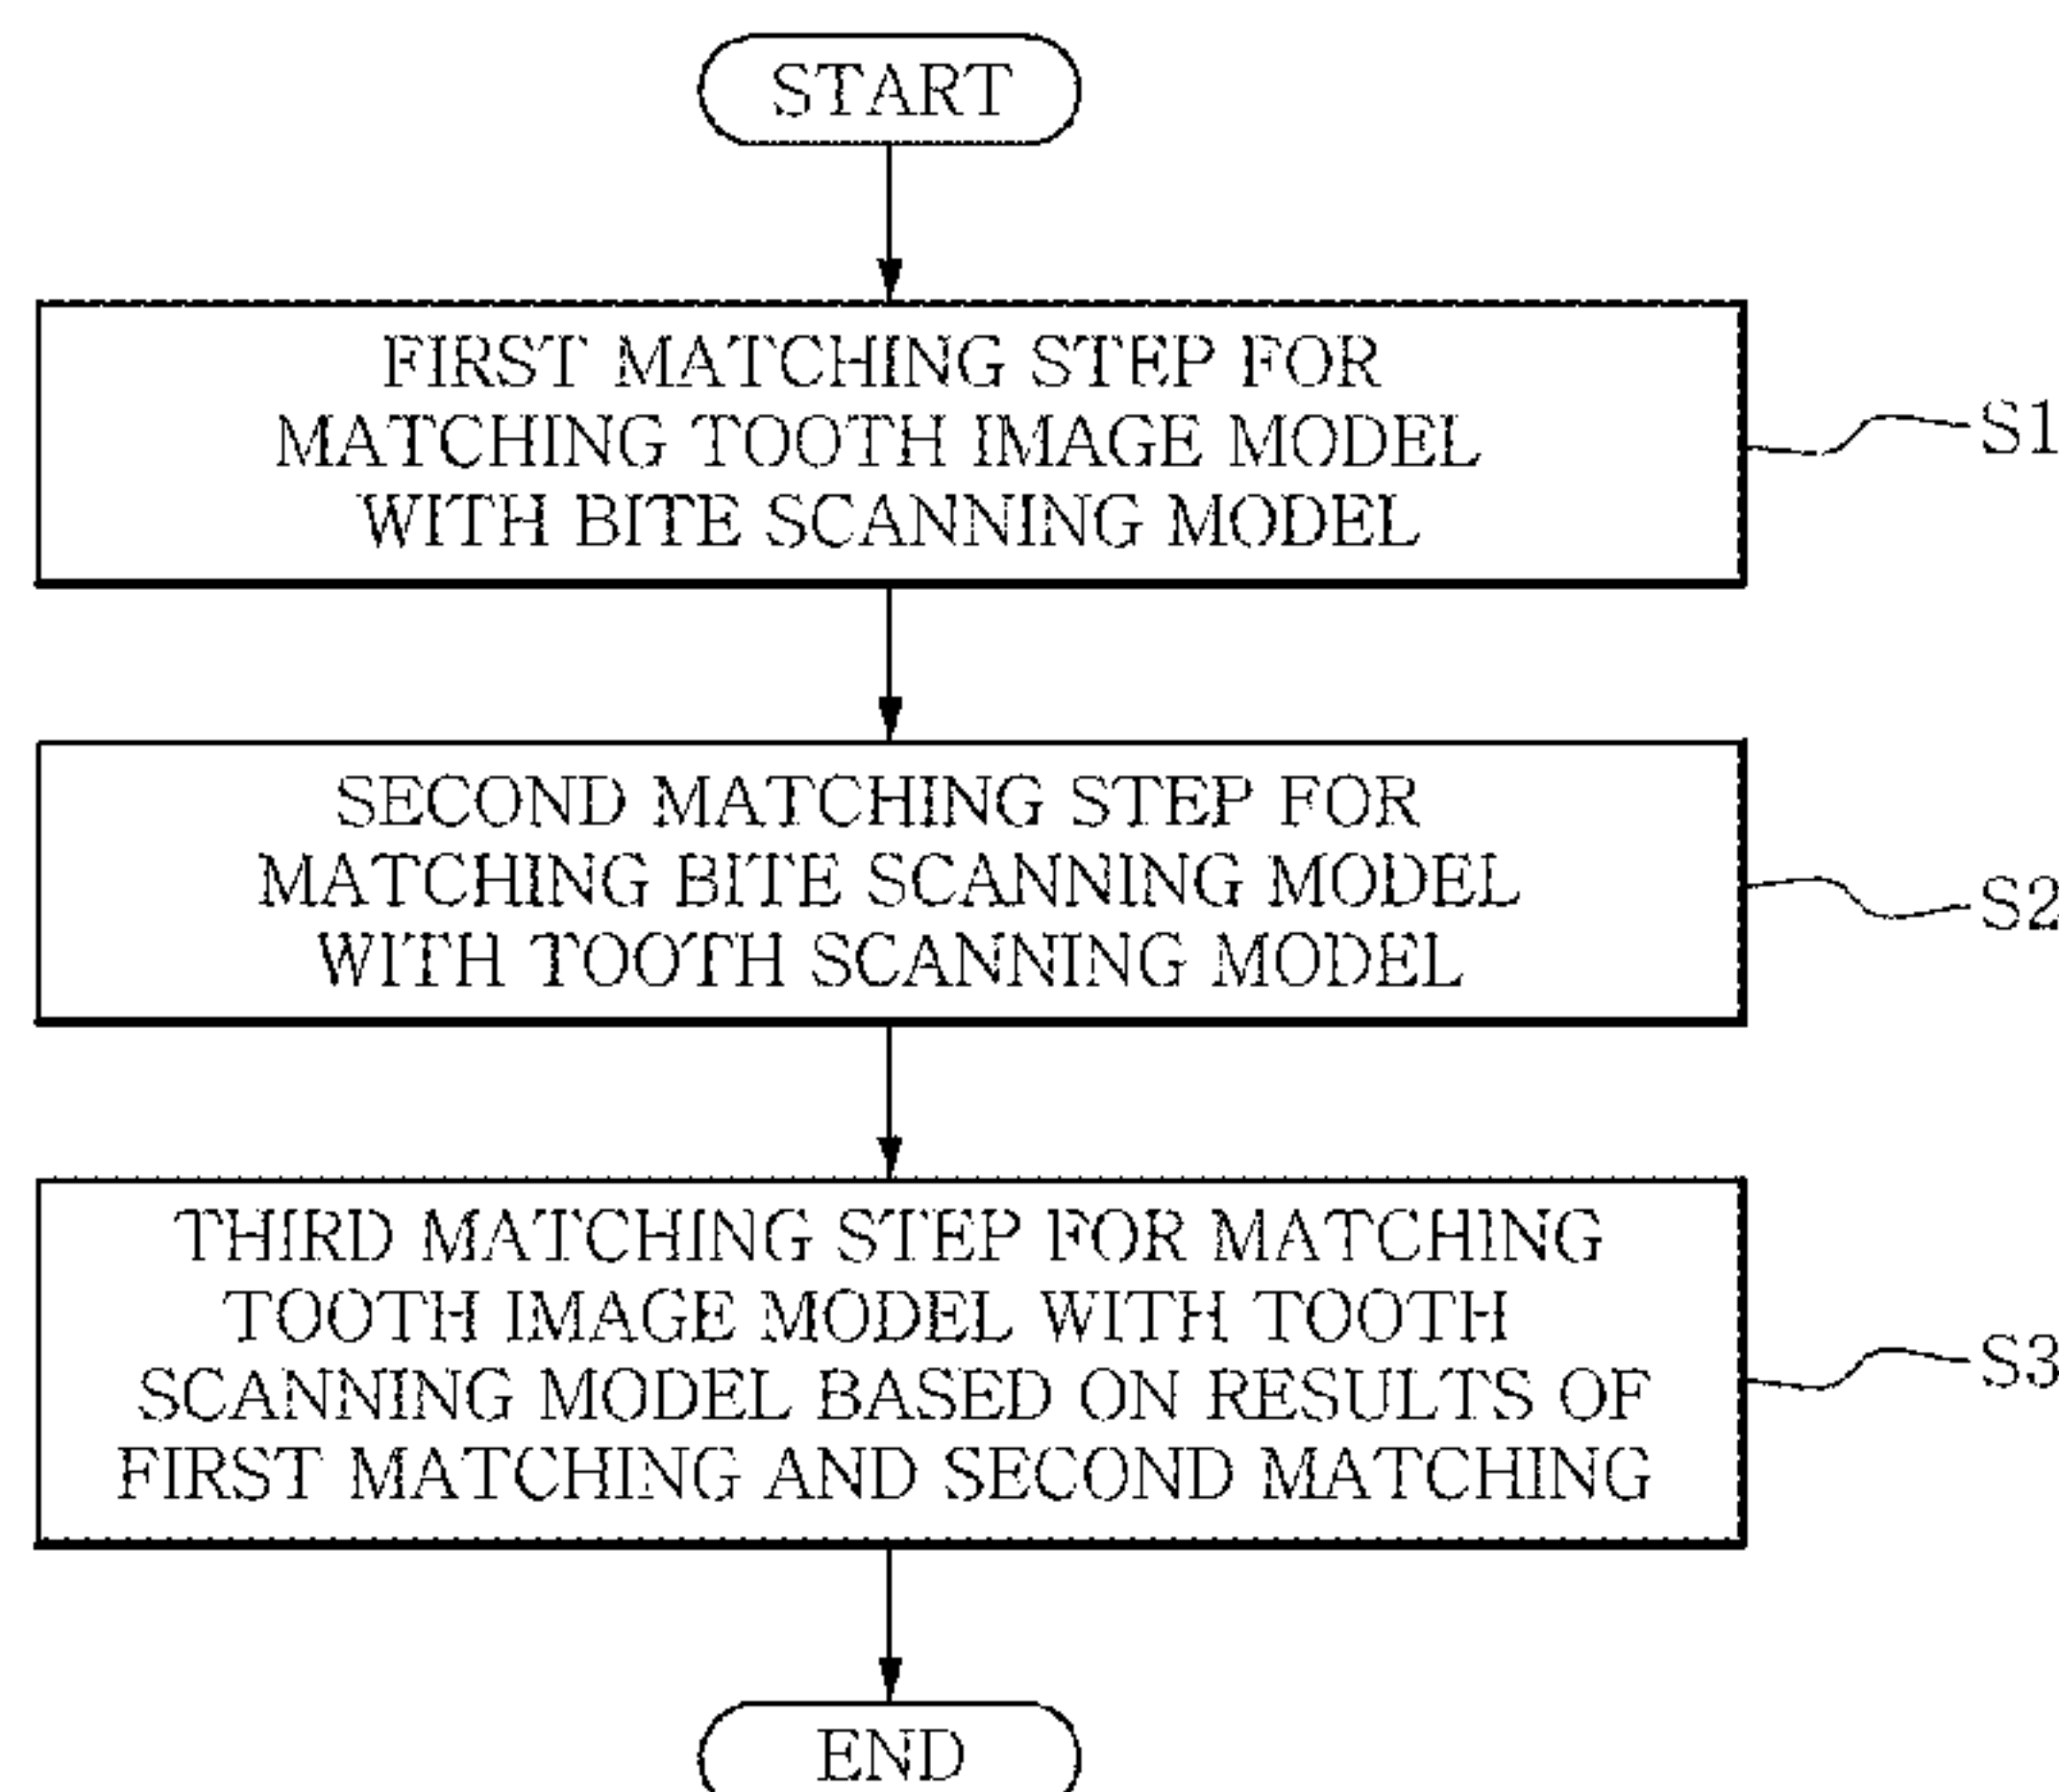 START
FIRST MATCHING STEP FOR
MATCHING TOOTH IMAGE MODEL
WITH BITE SCANNING MODEL
S1
SECOND MATCHING STEP FOR
MATCHING BITE SCANNING MODEL
WITH TOOTH SCANNING MODEL
S2
THIRD MATCHING STEP FOR MATCHING
TOOTH IMAGE MODEL WITH TOOTH
SCANNING MODEL BASED ON RESULTS OF
FIRST MATCHING AND SECOND MATCHING
S3
END